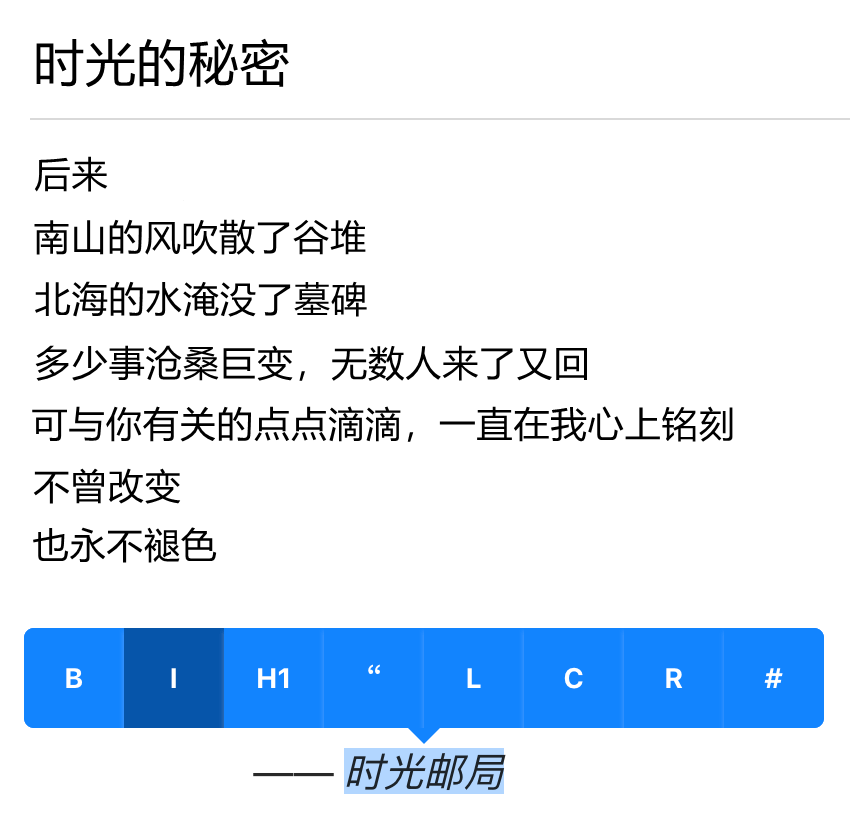 时光的秘密
后来
南山的风吹散了谷堆
北海的水淹没了墓碑
多少事沧桑巨变，无数人来了又回
可与你有关的点点滴滴，一直在我心上铭刻
不曾改变
也永不褪色
B I H1 “ L C R #
—— 时光邮局